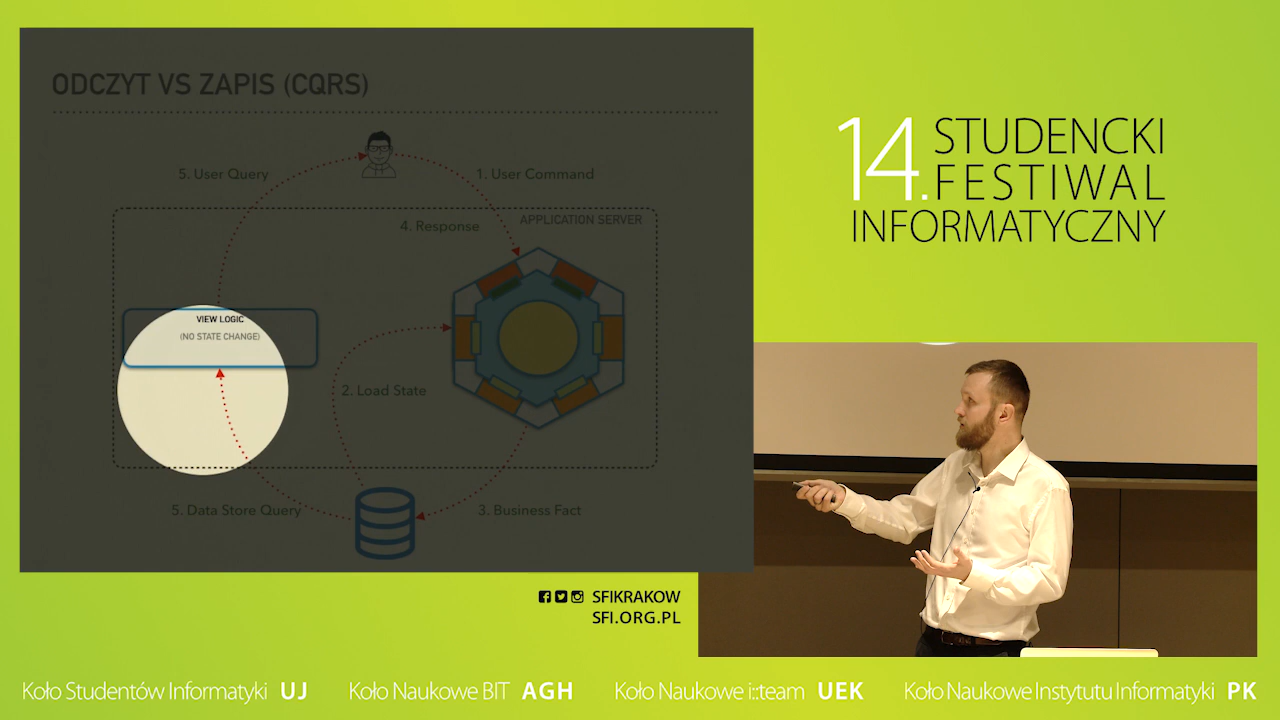 ODCZYT VS ZAPIS (CQRS)
5. User Query
1. User Command
4. Response
APPLICATION SERVER
VIEW LOGIC
(NO STATE CHANGE)
2. Load State
5. Data Store Query
3. Business Fact
14. STUDENCKI
FESTIWAL
INFORMATYCZNY
SFIKRAKOW
SFI.ORG.PL
Koło Studentów Informatyki UJ
Koło Naukowe BIT AGH
Koło Naukowe i::team UEK
Koło Naukowe Instytutu Informatyki PK